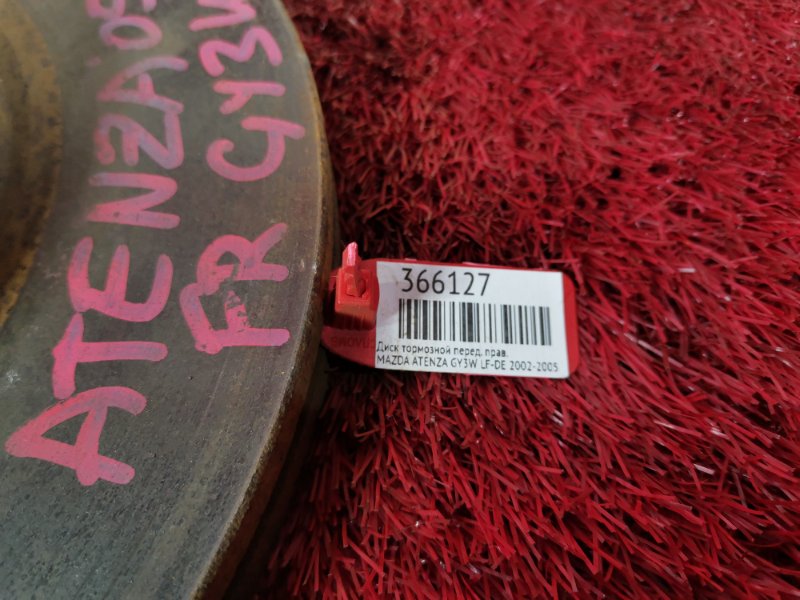 ATENZA'05
FR GY3W
366127
Диск тормозной перед. прав.
MAZDA ATENZA GY3W LF-DE 2002-2005